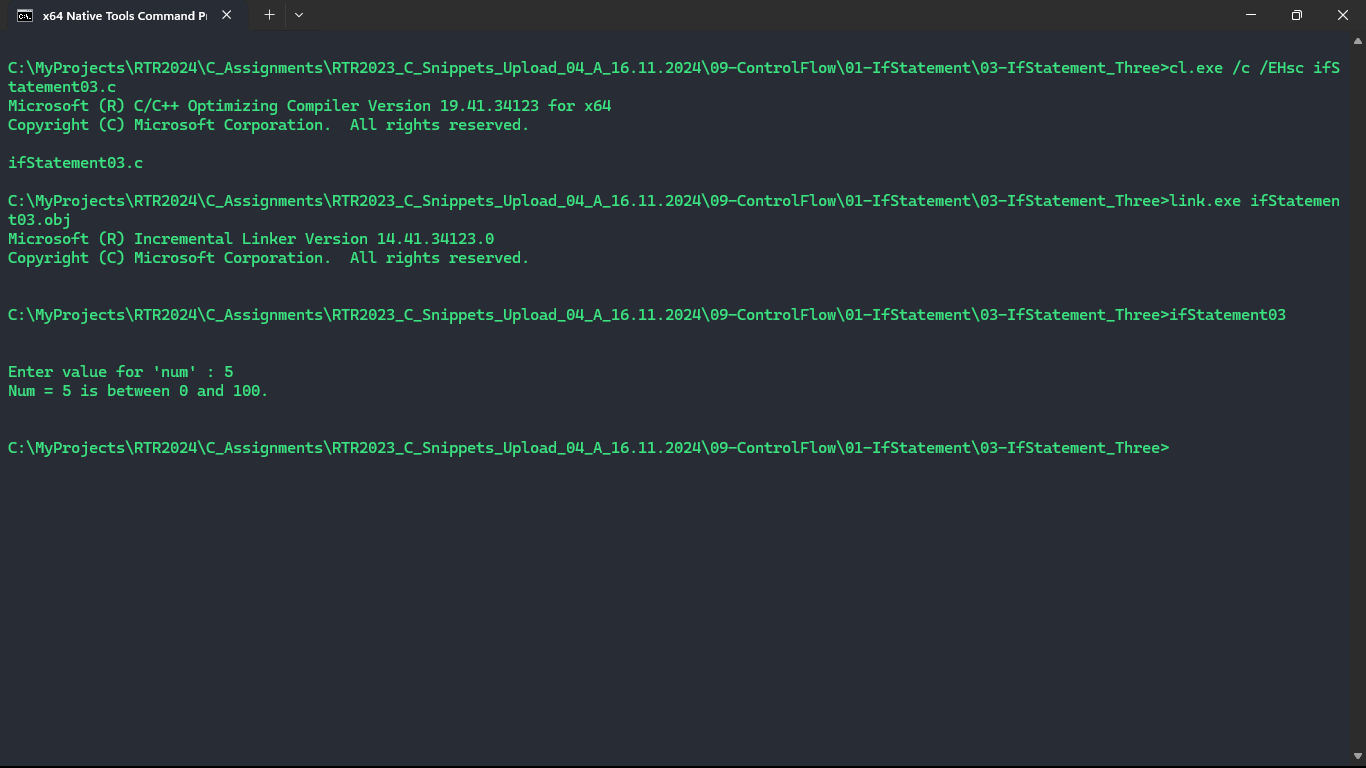 x64 Native Tools Command P
C:\MyProjects\RTR2024\C_Assignments\RTR2023_C_Snippets_Upload_04_A_16.11.2024\09-ControlFlow\01-IfStatement\03-IfStatement_Three>cl.exe /c /EHsc ifS
tatement03.c
Microsoft (R) C/C++ Optimizing Compiler Version 19.41.34123 for x64
Copyright (C) Microsoft Corporation.  All rights reserved.
ifStatement03.c
C:\MyProjects\RTR2024\C_Assignments\RTR2023_C_Snippets_Upload_04_A_16.11.2024\09-ControlFlow\01-IfStatement\03-IfStatement_Three>link.exe ifStatemen
t03.obj
Microsoft (R) Incremental Linker Version 14.41.34123.0
Copyright (C) Microsoft Corporation.  All rights reserved.
C:\MyProjects\RTR2024\C_Assignments\RTR2023_C_Snippets_Upload_04_A_16.11.2024\09-ControlFlow\01-IfStatement\03-IfStatement_Three>ifStatement03
Enter value for 'num' : 5
Num = 5 is between 0 and 100.
C:\MyProjects\RTR2024\C_Assignments\RTR2023_C_Snippets_Upload_04_A_16.11.2024\09-ControlFlow\01-IfStatement\03-IfStatement_Three>